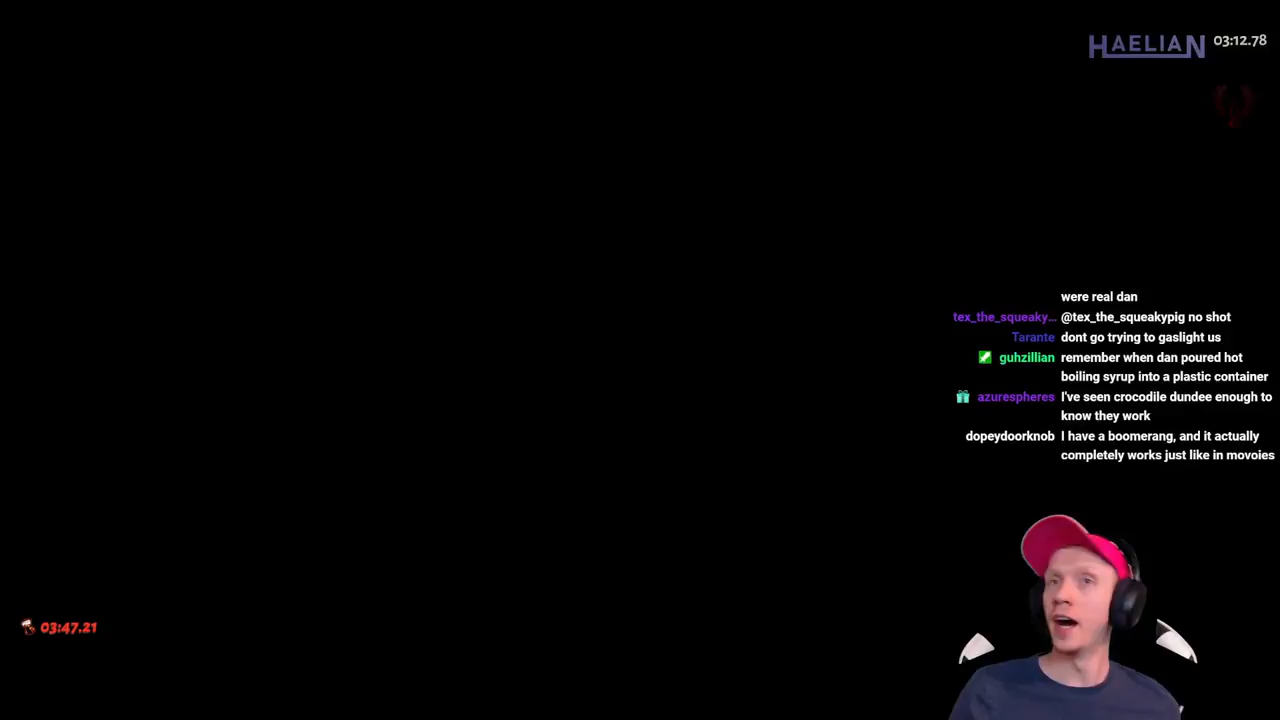 HAELIAN
03:12.78
were real dan
tex_the_squeaky... @tex_the_squeakypig no shot
Tarante dont go trying to gaslight us
guhzillian remember when dan poured hot
boiling syrup into a plastic container
azurespheres I've seen crocodile dundee enough to
know they work
dopeydoorknob I have a boomerang, and it actually
completely works just like in movoies
03:47.21